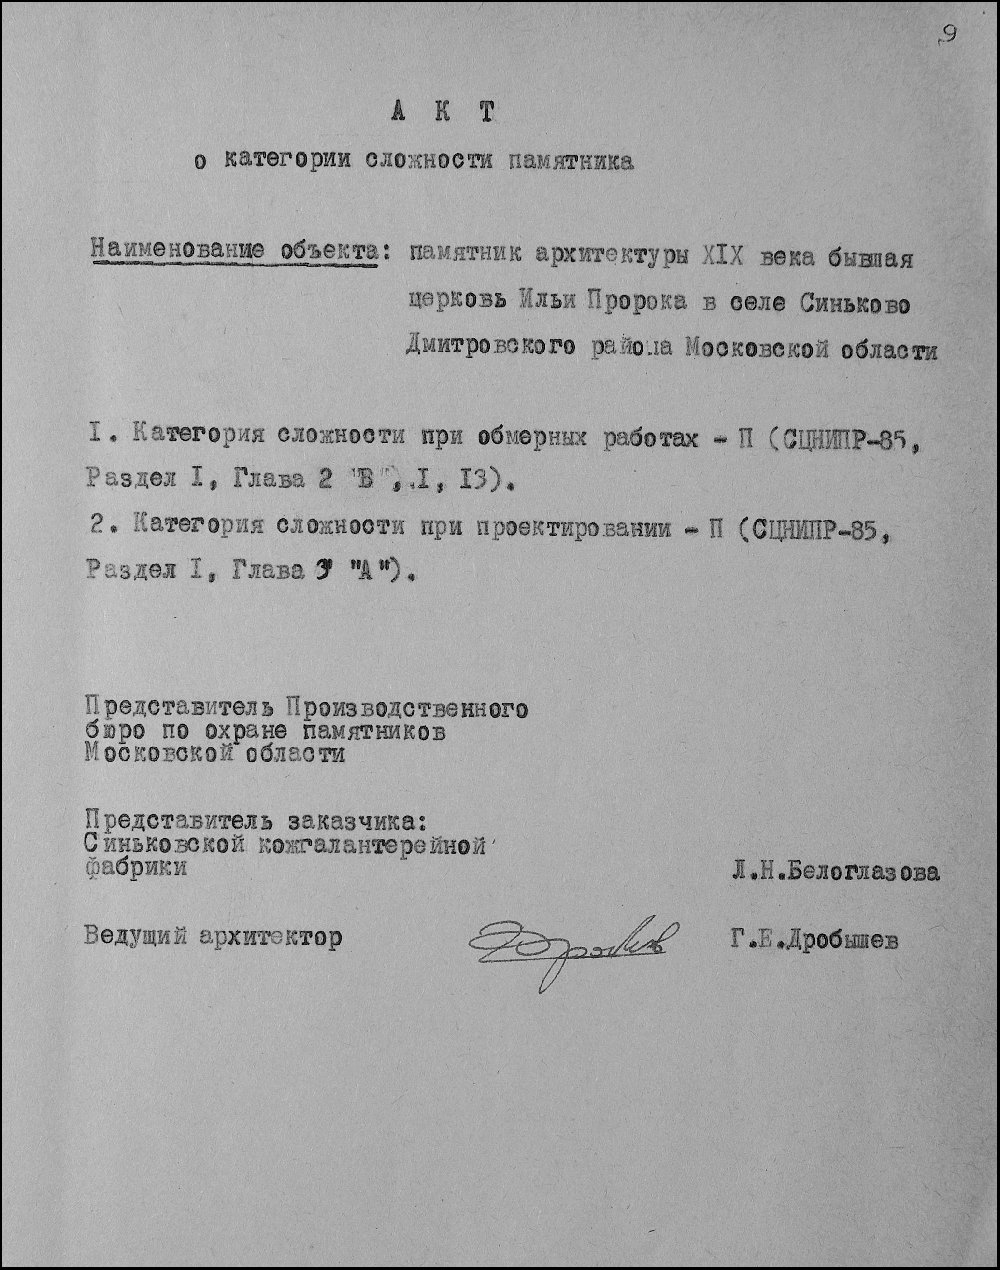 9
А К Т
о категории сложности памятника
Наименование объекта: памятник архитектуры XIX века бывшая
церковь Ильи Пророка в селе Синьково
Дмитровского района Московской области
I. Категория сложности при обмерных работах - П (СЦНИПР-85,
Раздел I, Глава 2 "В", I, I3).
2. Категория сложности при проектировании - П (СЦНИПР-85,
Раздел I, Глава 3 "А").
Представитель Производственного
бюро по охране памятников
Московской области
Представитель заказчика:
Синьковской кожгалантерейной
фабрики Л.Н.Белоглазова
Ведущий архитектор Г.Е.Дробышев